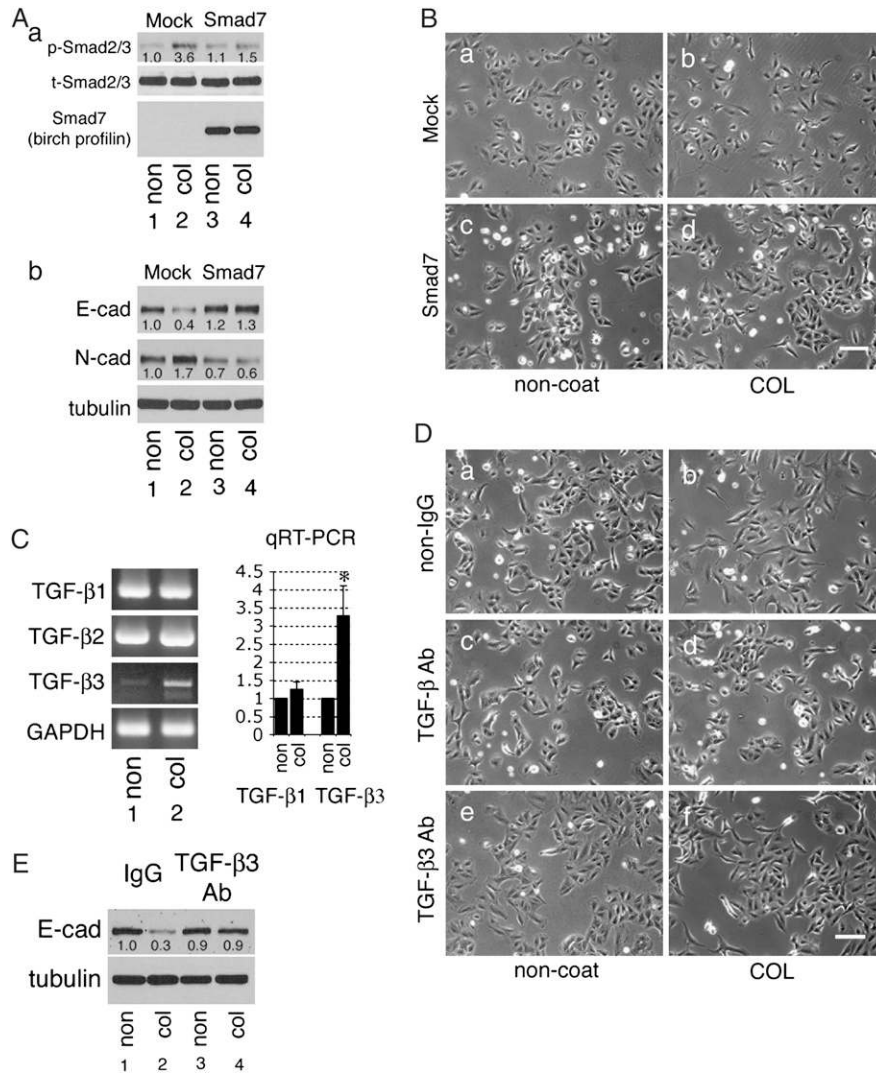 A
a
Mock Smad7
p-Smad2/3
1.0 3.6 1.1 1.5
t-Smad2/3
Smad7
(birch profilin)
non col non col
1 2 3 4
b
Mock Smad7
E-cad
1.0 0.4 1.2 1.3
N-cad
1.0 1.7 0.7 0.6
tubulin
non col non col
1 2 3 4
B
a b
Mock
c d
Smad7
non-coat COL
C
TGF-β1
TGF-β2
TGF-β3
GAPDH
non col
1 2
qRT-PCR
4.5
4
3.5
3
2.5
2
1.5
1
0.5
0
*
non col non col
TGF-β1 TGF-β3
D
a b
non-IgG
c d
TGF-β Ab
e f
TGF-β3 Ab
non-coat COL
E
IgG TGF-β3
Ab
E-cad
1.0 0.3 0.9 0.9
tubulin
non col non col
1 2 3 4